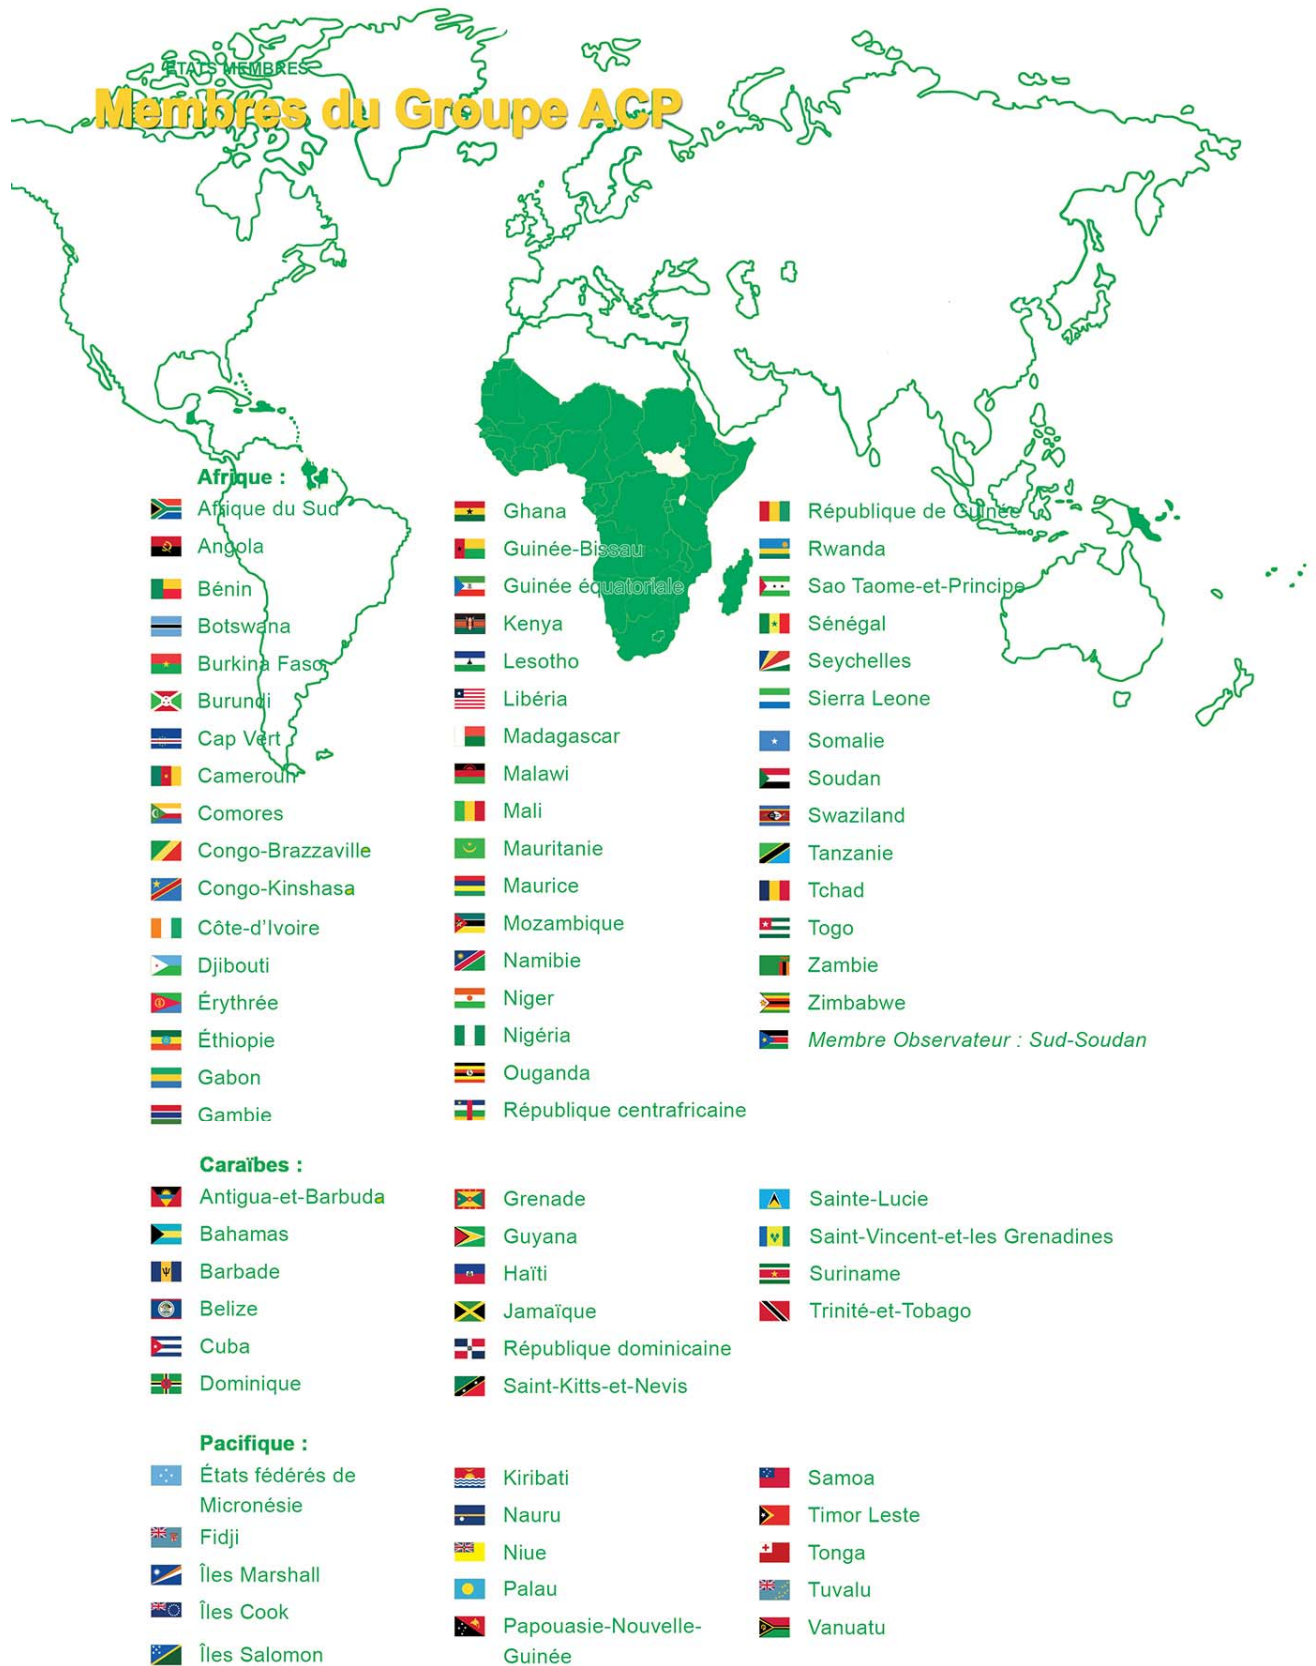 ÉTATS MEMBRES
Membres du Groupe ACP
Afrique :
Afrique du Sud
Angola
Bénin
Botswana
Burkina Faso
Burundi
Cap Vert
Cameroun
Comores
Congo-Brazzaville
Congo-Kinshasa
Côte-d'Ivoire
Djibouti
Érythrée
Éthiopie
Gabon
Gambie
Ghana
Guinée-Bissau
Guinée équatoriale
Kenya
Lesotho
Libéria
Madagascar
Malawi
Mali
Mauritanie
Maurice
Mozambique
Namibie
Niger
Nigéria
Ouganda
République centrafricaine
République de Guinée
Rwanda
Sao Taome-et-Principe
Sénégal
Seychelles
Sierra Leone
Somalie
Soudan
Swaziland
Tanzanie
Tchad
Togo
Zambie
Zimbabwe
Membre Observateur : Sud-Soudan
Caraïbes :
Antigua-et-Barbuda
Bahamas
Barbade
Belize
Cuba
Dominique
Grenade
Guyana
Haïti
Jamaïque
République dominicaine
Saint-Kitts-et-Nevis
Sainte-Lucie
Saint-Vincent-et-les Grenadines
Suriname
Trinité-et-Tobago
Pacifique :
États fédérés de
Micronésie
Fidji
Îles Marshall
Îles Cook
Îles Salomon
Kiribati
Nauru
Niue
Palau
Papouasie-Nouvelle-
Guinée
Samoa
Timor Leste
Tonga
Tuvalu
Vanuatu